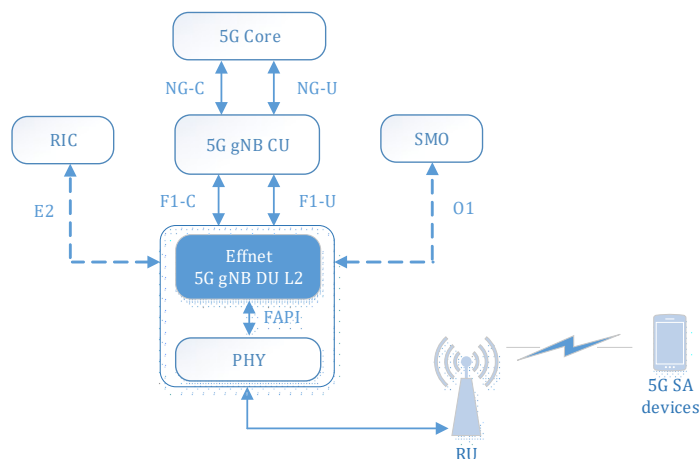 5G Core
NG-C
NG-U
RIC
5G gNB CU
SMO
E2
F1-C
F1-U
O1
Effnet
5G gNB DU L2
FAPI
PHY
5G SA
devices
RU